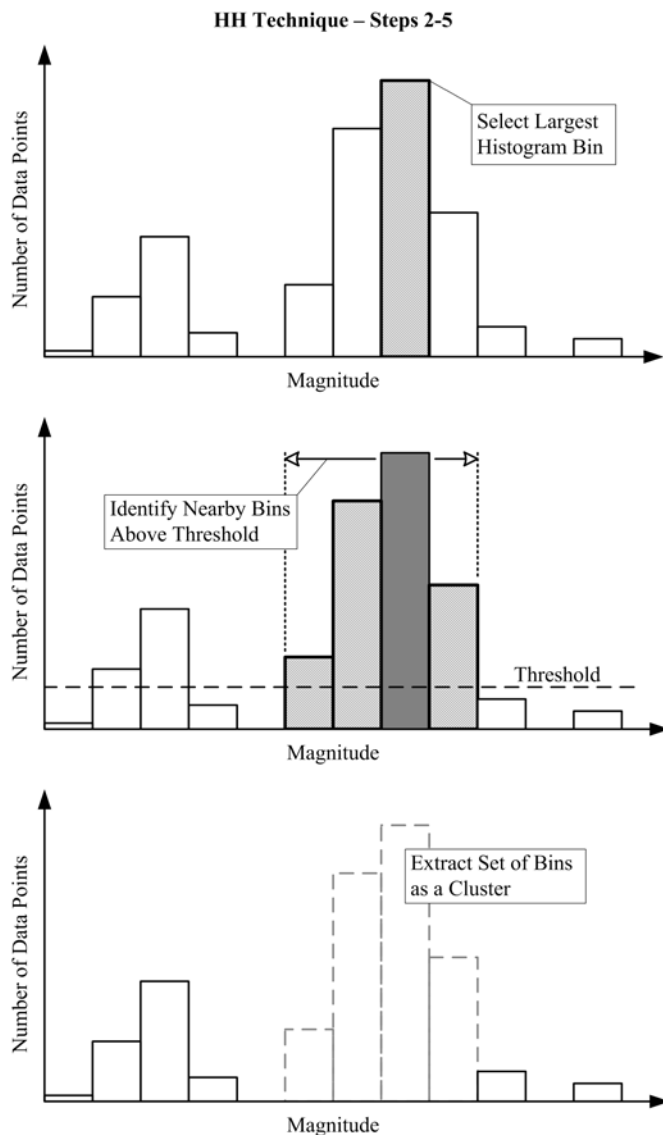 HH Technique – Steps 2-5
Number of Data Points
Select Largest
Histogram Bin
Magnitude
Number of Data Points
Identify Nearby Bins
Above Threshold
Threshold
Magnitude
Number of Data Points
Extract Set of Bins
as a Cluster
Magnitude